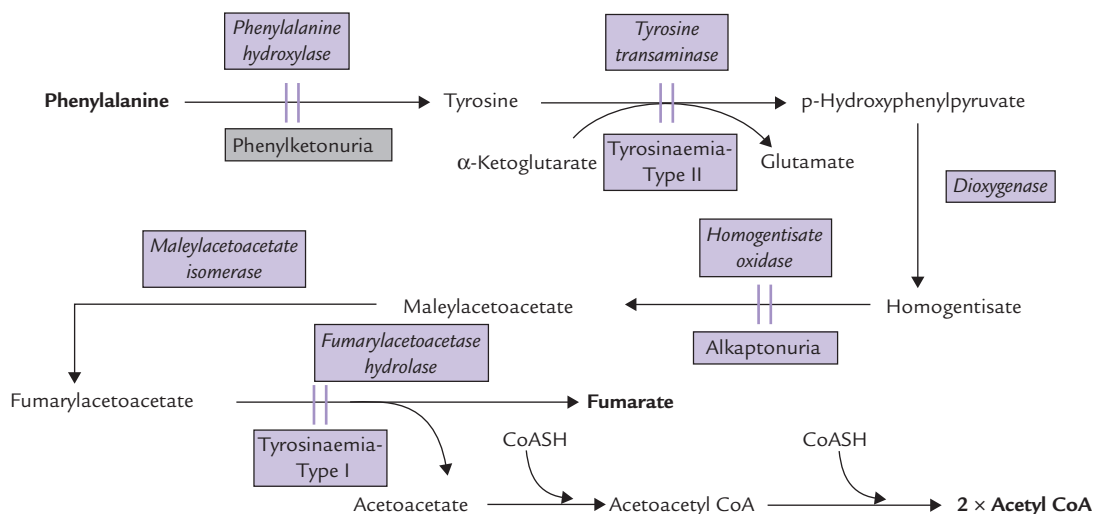 Phenylalanine
hydroxylase
Tyrosine
transaminase
Phenylalanine
Tyrosine
p-Hydroxyphenylpyruvate
Phenylketonuria
α-Ketoglutarate
Tyrosinaemia-
Type II
Glutamate
Dioxygenase
Maleylacetoacetate
isomerase
Homogentisate
oxidase
Maleylacetoacetate
Homogentisate
Alkaptonuria
Fumarylacetoacetase
hydrolase
Fumarylacetoacetate
Fumarate
Tyrosinaemia-
Type I
CoASH
CoASH
Acetoacetate
Acetoacetyl CoA
2 × Acetyl CoA